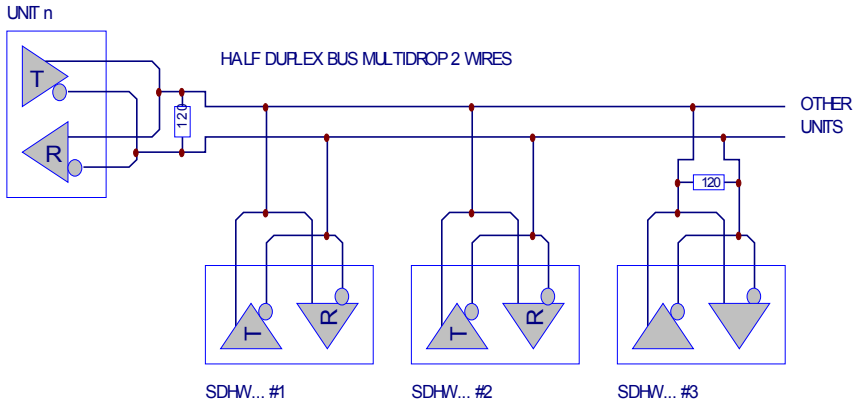 UNIT n
HALF DUPLEX BUS MULTIDROP 2 WIRES
T
120
OTHER
UNITS
R
120
T
R
T
R
SDHW... #1
SDHW... #2
SDHW... #3